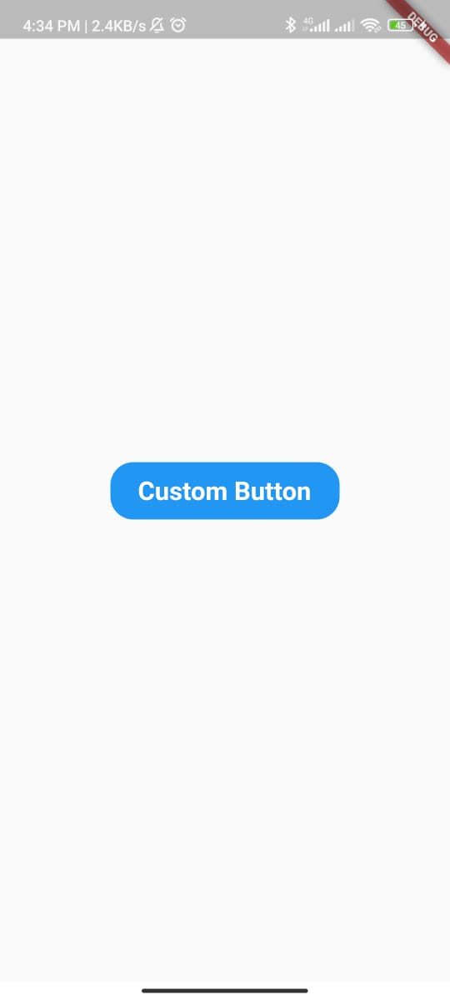 4:34 PM | 2.4KB/s
4G
45
DEBUG
Custom Button